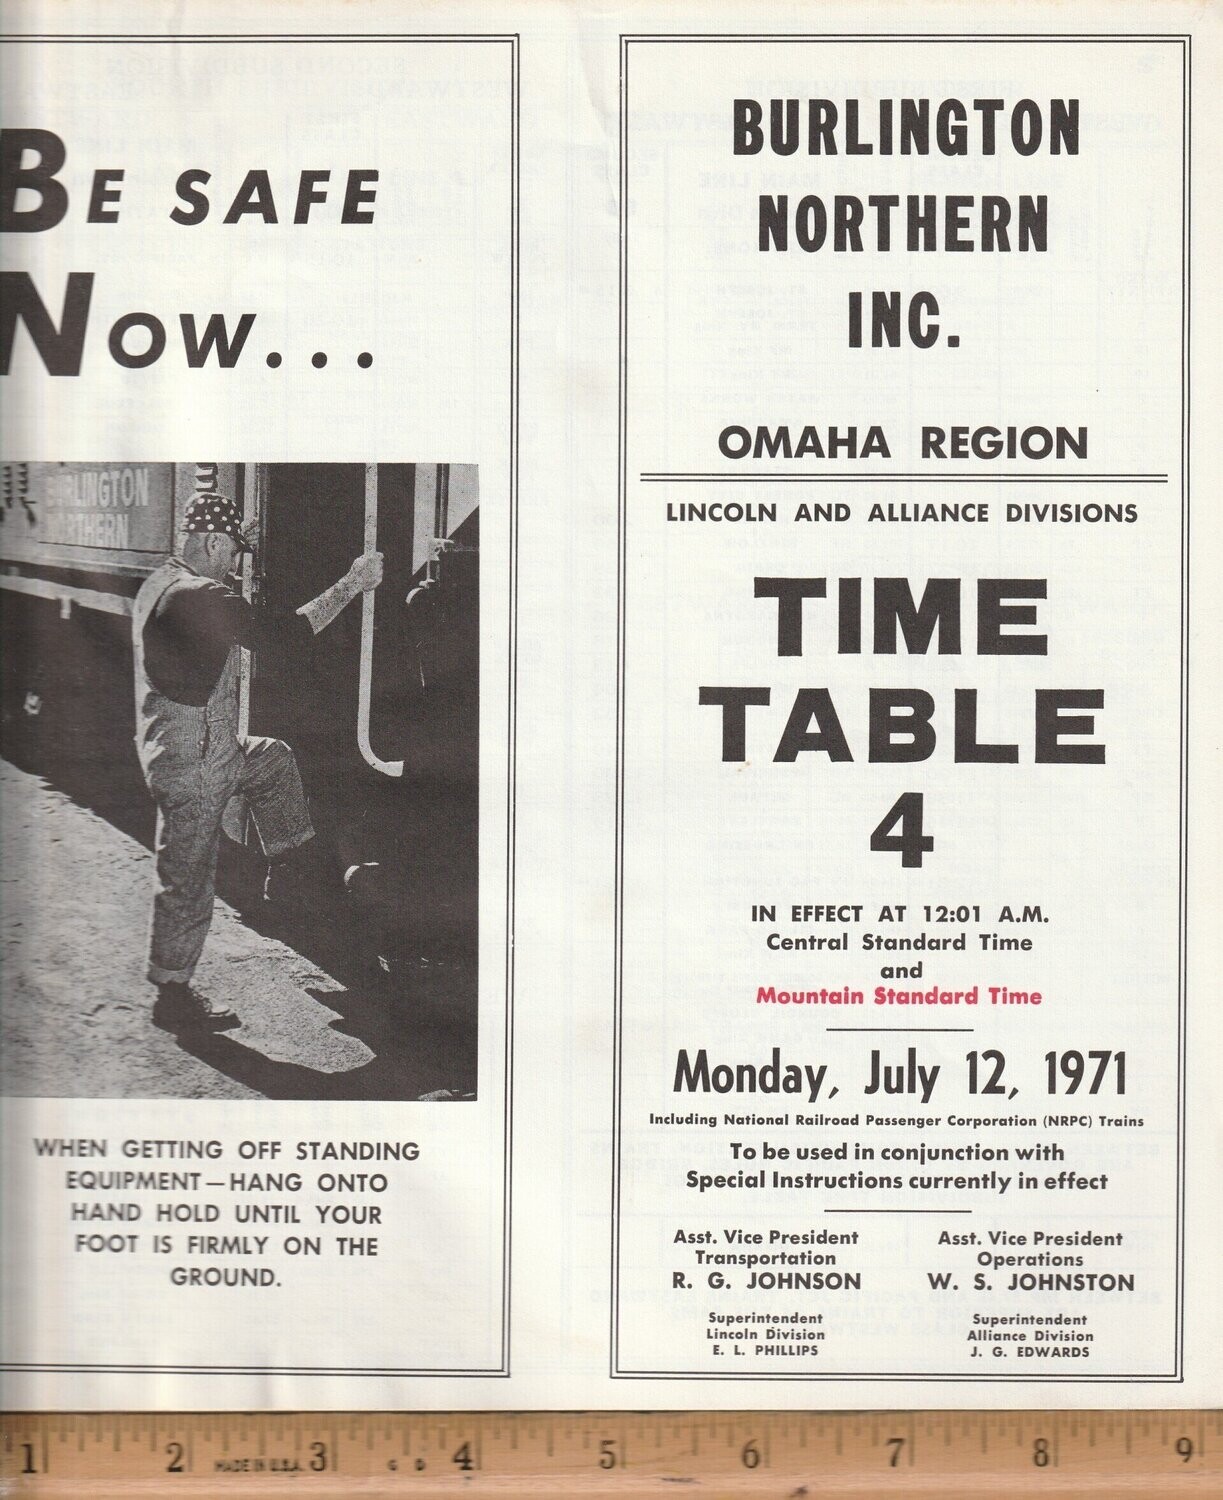 BE SAFE
NOW...
BURLINGTON
NORTHERN
WHEN GETTING OFF STANDING
EQUIPMENT—HANG ONTO
HAND HOLD UNTIL YOUR
FOOT IS FIRMLY ON THE
GROUND.
BURLINGTON
NORTHERN
INC.
OMAHA REGION
LINCOLN AND ALLIANCE DIVISIONS
TIME
TABLE
4
IN EFFECT AT 12:01 A.M.
Central Standard Time
and
Mountain Standard Time
Monday, July 12, 1971
Including National Railroad Passenger Corporation (NRPC) Trains
To be used in conjunction with
Special Instructions currently in effect
Asst. Vice President
Transportation
R. G. JOHNSON
Asst. Vice President
Operations
W. S. JOHNSTON
Superintendent
Lincoln Division
E. L. PHILLIPS
Superintendent
Alliance Division
J. G. EDWARDS
1 2 MADE IN U.S.A. 3 4 5 6 7 8 9